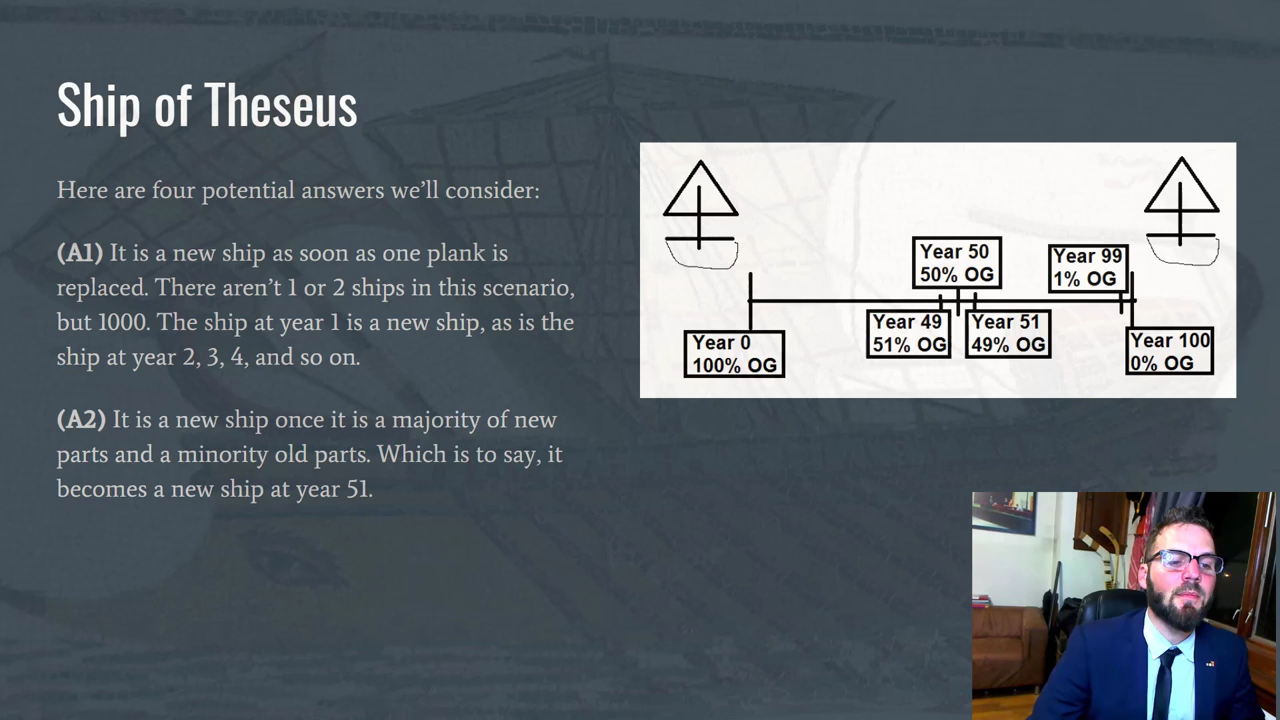 Ship of Theseus
Here are four potential answers we’ll consider:
(A1) It is a new ship as soon as one plank is
replaced. There aren’t 1 or 2 ships in this scenario,
but 1000. The ship at year 1 is a new ship, as is the
ship at year 2, 3, 4, and so on.
(A2) It is a new ship once it is a majority of new
parts and a minority old parts. Which is to say, it
becomes a new ship at year 51.
Year 0
100% OG
Year 49
51% OG
Year 50
50% OG
Year 51
49% OG
Year 99
1% OG
Year 100
0% OG